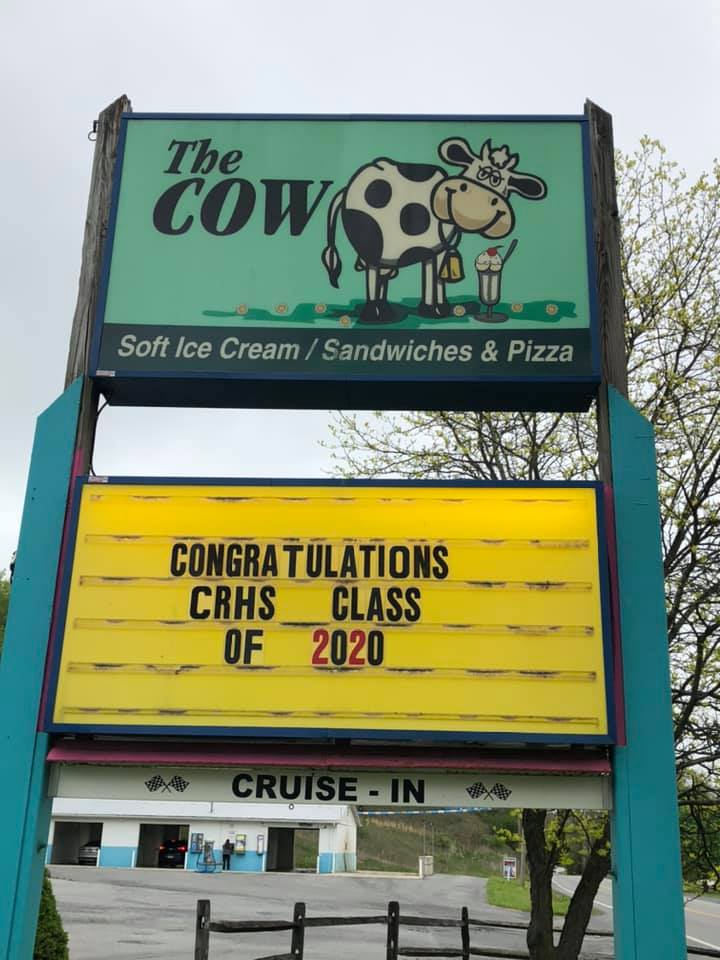 The
COW
Soft Ice Cream / Sandwiches & Pizza
CONGRATULATIONS
CRHS CLASS
OF 2020
CRUISE - IN